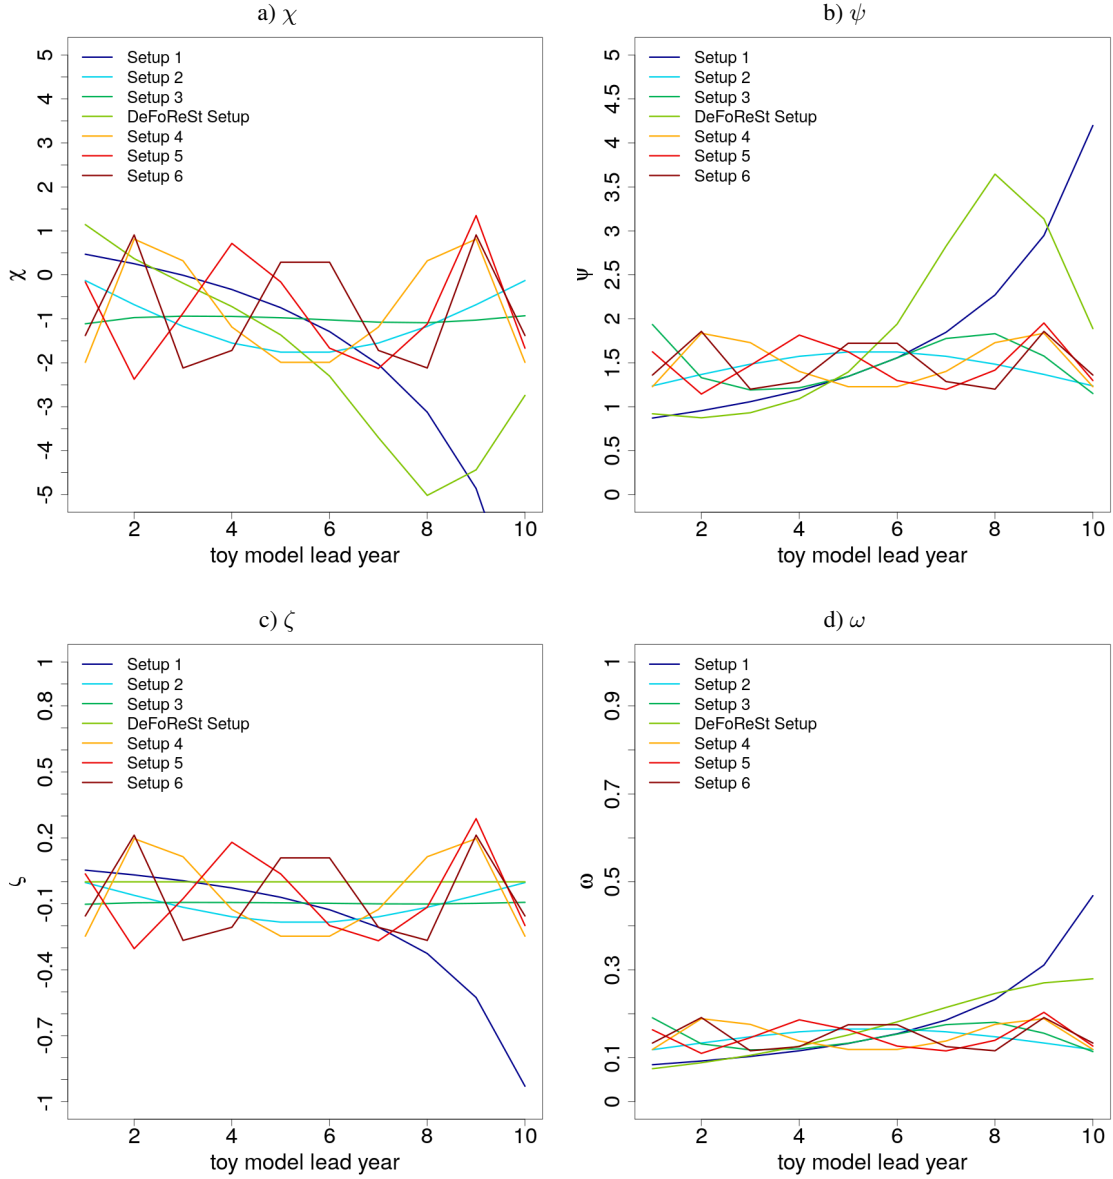 a) χ
5
4
3
2
1
0
-1
-2
-3
-4
-5
χ
Setup 1
Setup 2
Setup 3
DeFoReSt Setup
Setup 4
Setup 5
Setup 6
2 4 6 8 10
toy model lead year
b) ψ
5
4.5
4
3.5
3
2.5
2
1.5
1
0.5
0
ψ
Setup 1
Setup 2
Setup 3
DeFoReSt Setup
Setup 4
Setup 5
Setup 6
2 4 6 8 10
toy model lead year
c) ζ
1
0.8
0.5
0.2
-0.1
-0.4
-0.7
-1
ζ
Setup 1
Setup 2
Setup 3
DeFoReSt Setup
Setup 4
Setup 5
Setup 6
2 4 6 8 10
toy model lead year
d) ω
1
0.9
0.7
0.5
0.3
0.1
0
ω
Setup 1
Setup 2
Setup 3
DeFoReSt Setup
Setup 4
Setup 5
Setup 6
2 4 6 8 10
toy model lead year